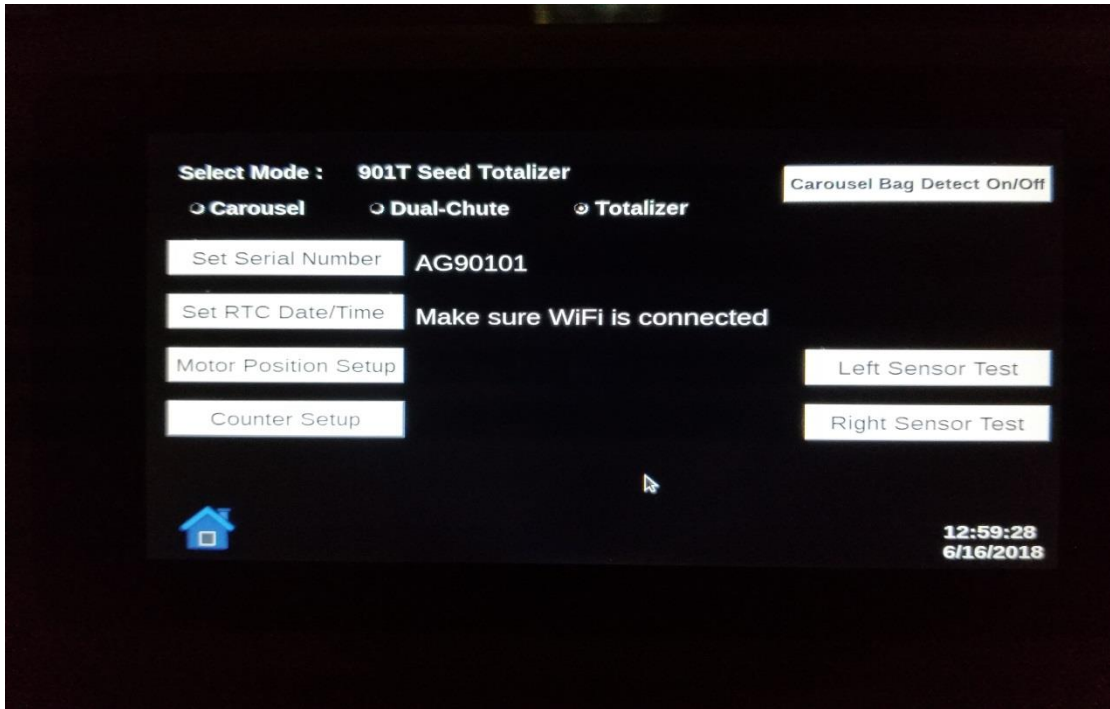 Select Mode : 901T Seed Totalizer
Carousel Bag Detect On/Off
Carousel Dual-Chute Totalizer
Set Serial Number AG90101
Set RTC Date/Time Make sure WiFi is connected
Motor Position Setup Left Sensor Test
Counter Setup Right Sensor Test
12:59:28
6/16/2018